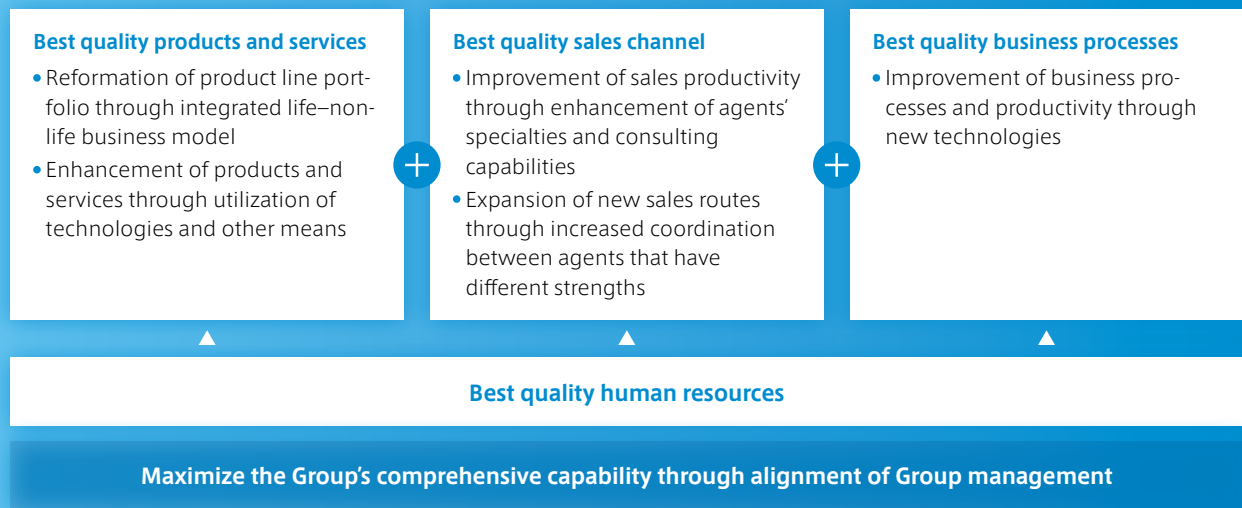 Best quality products and services
• Reformation of product line port-
folio through integrated life–non-
life business model
• Enhancement of products and
services through utilization of
technologies and other means
+
Best quality sales channel
• Improvement of sales productivity
through enhancement of agents’
specialties and consulting
capabilities
• Expansion of new sales routes
through increased coordination
between agents that have
different strengths
+
Best quality business processes
• Improvement of business pro-
cesses and productivity through
new technologies
Best quality human resources
Maximize the Group’s comprehensive capability through alignment of Group management